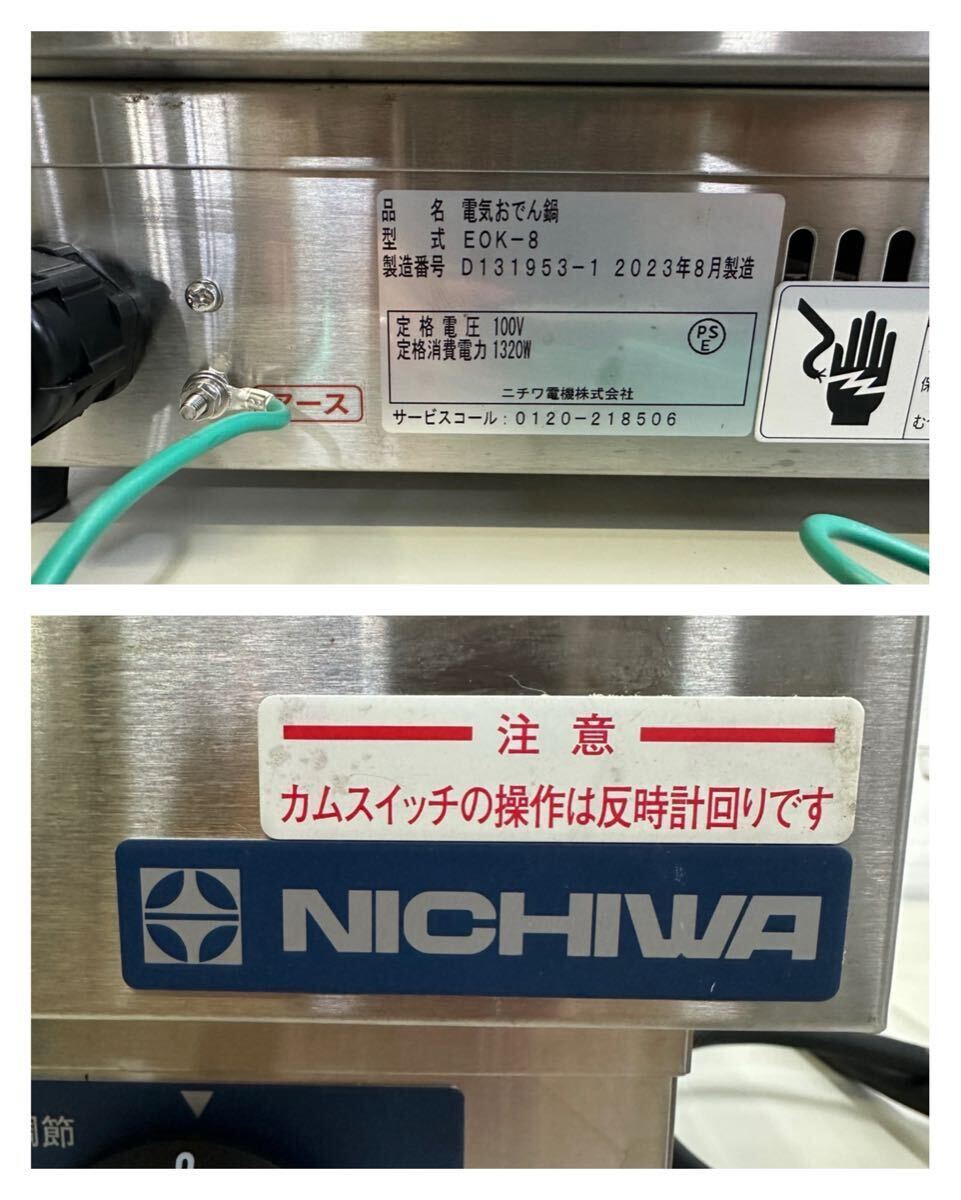 品 名 電気おでん鍋
型 式 EOK-8
製造番号 D131953-1 2023年8月製造
定格電圧 100V
定格消費電力 1320W
PS
E
ニチワ電機株式会社
サービスコール：0120-218506
アース
保
むや
注 意
カムスイッチの操作は反時計回りです
NICHIWA
調節